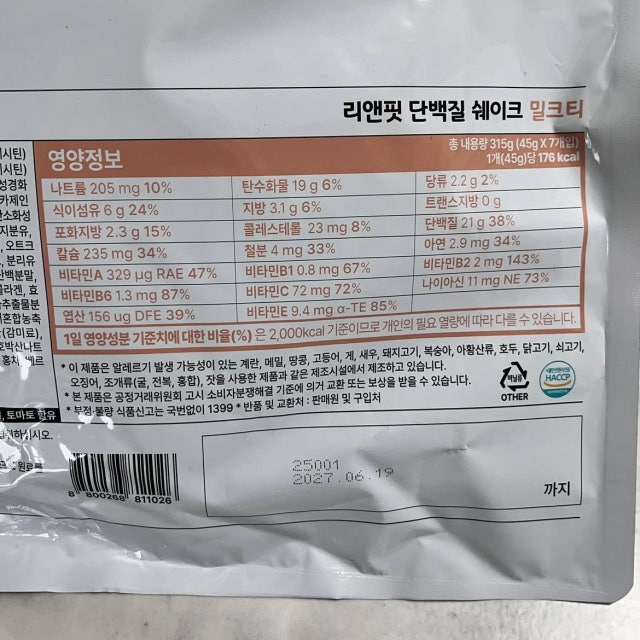 리앤핏 단백질 쉐이크 밀크티
영양정보
총 내용량 315g (45g X 7개입)
1개(45g)당 176 kcal
나트륨 205 mg 10% 탄수화물 19 g 6% 당류 2.2 g 2%
식이섬유 6 g 24% 지방 3.1 g 6% 트랜스지방 0 g
포화지방 2.3 g 15% 콜레스테롤 23 mg 8% 단백질 21 g 38%
칼슘 235 mg 34% 철분 4 mg 33% 아연 2.9 mg 34%
비타민A 329 µg RAE 47% 비타민B1 0.8 mg 67% 비타민B2 2 mg 143%
비타민B6 1.3 mg 87% 비타민C 72 mg 72% 나이아신 11 mg NE 73%
엽산 156 ug DFE 39% 비타민E 9.4 mg α-TE 85%
1일 영양성분 기준치에 대한 비율(%)은 2,000kcal 기준이므로 개인의 필요 열량에 따라 다를 수 있습니다.
* 이 제품은 알레르기 발생 가능성이 있는 계란, 메밀, 땅콩, 고등어, 게, 새우, 돼지고기, 복숭아, 아황산류, 호두, 닭고기, 쇠고기,
오징어, 조개류(굴, 전복, 홍합), 잣을 사용한 제품과 같은 제조시설에서 제조하고 있습니다.
* 본 제품은 공정거래위원회 고시 소비자분쟁해결 기준에 의거 교환 또는 보상을 받을 수 있습니다.
* 부정·불량 식품신고는 국번없이 1399 * 반품 및 교환처 : 판매원 및 구입처
OTHER
HACCP
토마토 함유
8 800268 811026
25001
2027.06.19
까지